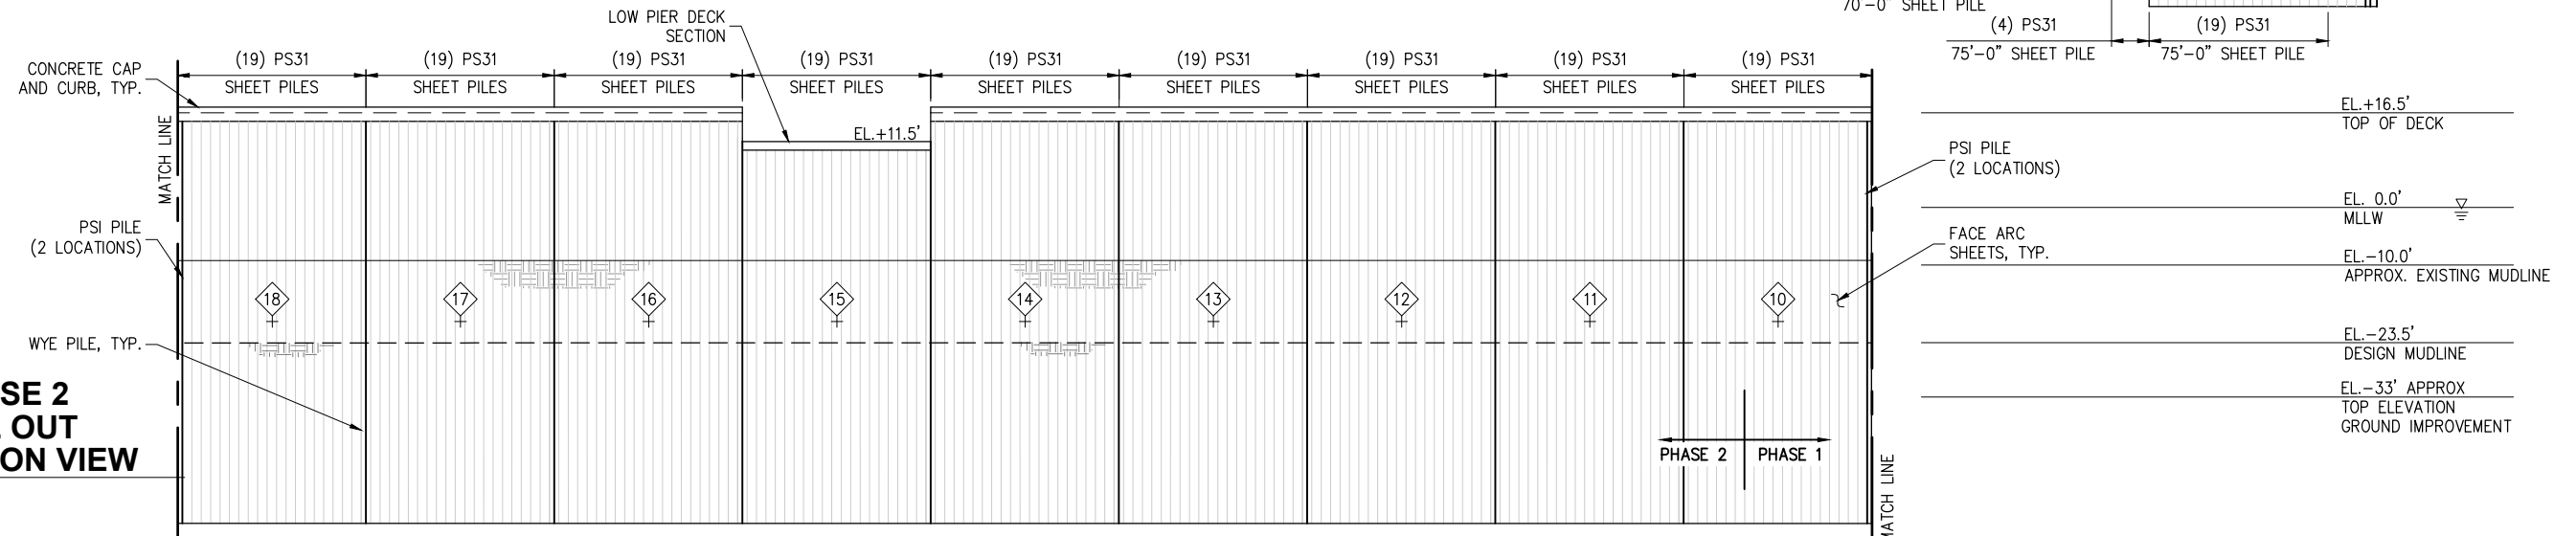 70'-0" SHEET PILE
(4) PS31
(19) PS31
75'-0" SHEET PILE
75'-0" SHEET PILE
LOW PIER DECK
SECTION
(19) PS31
(19) PS31
(19) PS31
(19) PS31
(19) PS31
(19) PS31
(19) PS31
(19) PS31
(19) PS31
SHEET PILES
SHEET PILES
SHEET PILES
SHEET PILES
SHEET PILES
SHEET PILES
SHEET PILES
SHEET PILES
SHEET PILES
CONCRETE CAP
AND CURB, TYP.
MATCH LINE
EL.+11.5'
EL.+16.5'
TOP OF DECK
PSI PILE
(2 LOCATIONS)
EL. 0.0'
MLLW
PSI PILE
(2 LOCATIONS)
FACE ARC
SHEETS, TYP.
EL.-10.0'
APPROX. EXISTING MUDLINE
18
17
16
15
14
13
12
11
10
WYE PILE, TYP.
EL.-23.5'
DESIGN MUDLINE
EL.-33' APPROX
TOP ELEVATION
GROUND IMPROVEMENT
SE 2
OUT
ON VIEW
PHASE 2
PHASE 1
MATCH LINE